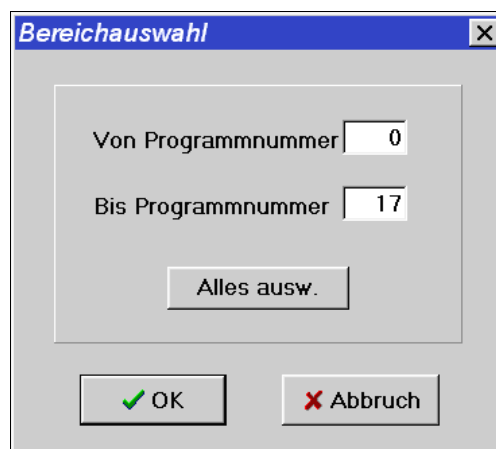 Bereichauswahl
Von Programmnummer 0
Bis Programmnummer 17
Alles ausw.
OK Abbruch